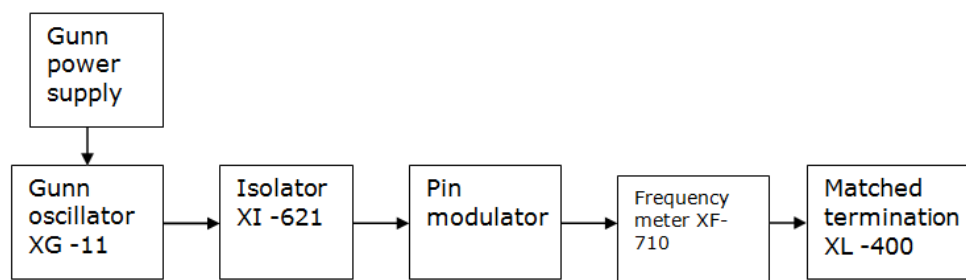 Gunn
power
supply
Gunn
oscillator
XG -11
Isolator
XI -621
Pin
modulator
Frequency
meter XF-
710
Matched
termination
XL -400